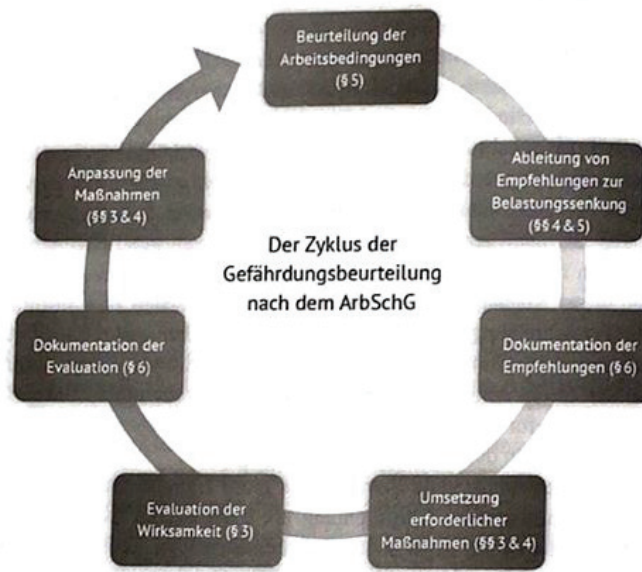 Beurteilung der
Arbeitsbedingungen
(§ 5)
Ableitung von
Empfehlungen zur
Belastungssenkung
(§§ 4 & 5)
Dokumentation der
Empfehlungen (§ 6)
Umsetzung
erforderlicher
Maßnahmen (§§ 3 & 4)
Evaluation der
Wirksamkeit (§ 3)
Dokumentation der
Evaluation (§ 6)
Anpassung der
Maßnahmen
(§§ 3 & 4)
Der Zyklus der
Gefährdungsbeurteilung
nach dem ArbSchG